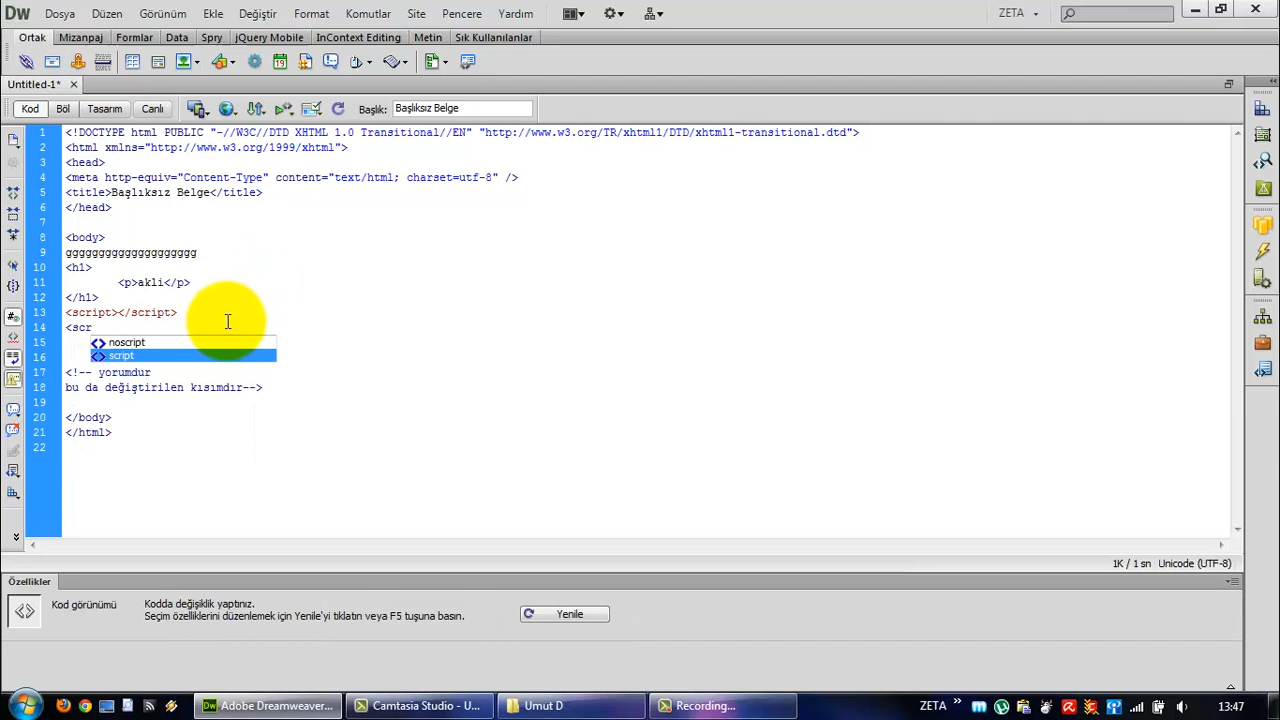 Dw Dosya Düzen Görünüm Ekle Değiştir Format Komutlar Site Pencere Yardım ZETA
Ortak Mizanpaj Formlar Data Spry jQuery Mobile InContext Editing Metin Sık Kullanılanlar
Untitled-1*
Kod Böl Tasarım Canlı Başlık: Başlıksız Belge
1 <!DOCTYPE html PUBLIC "-//W3C//DTD XHTML 1.0 Transitional//EN" "http://www.w3.org/TR/xhtml1/DTD/xhtml1-transitional.dtd">
2 <html xmlns="http://www.w3.org/1999/xhtml">
3 <head>
4 <meta http-equiv="Content-Type" content="text/html; charset=utf-8" />
5 <title>Başlıksız Belge</title>
6 </head>
7
8 <body>
9 gggggggggggggggggggg
10 <h1>
11 <p>akli</p>
12 </h1>
13 <script></script>
14 <scr
15 noscript
16 script
17 <!-- yorumdur
18 bu da değiştirilen kısımdır-->
19
20 </body>
21 </html>
22
1K / 1 sn Unicode (UTF-8)
Özellikler
Kod görünümü
Kodda değişiklik yaptınız.
Seçim özelliklerini düzenlemek için Yenile'yi tıklatın veya F5 tuşuna basın.
Yenile
Adobe Dreamweaver... Camtasia Studio - U... Umut D Recording... ZETA 13:47